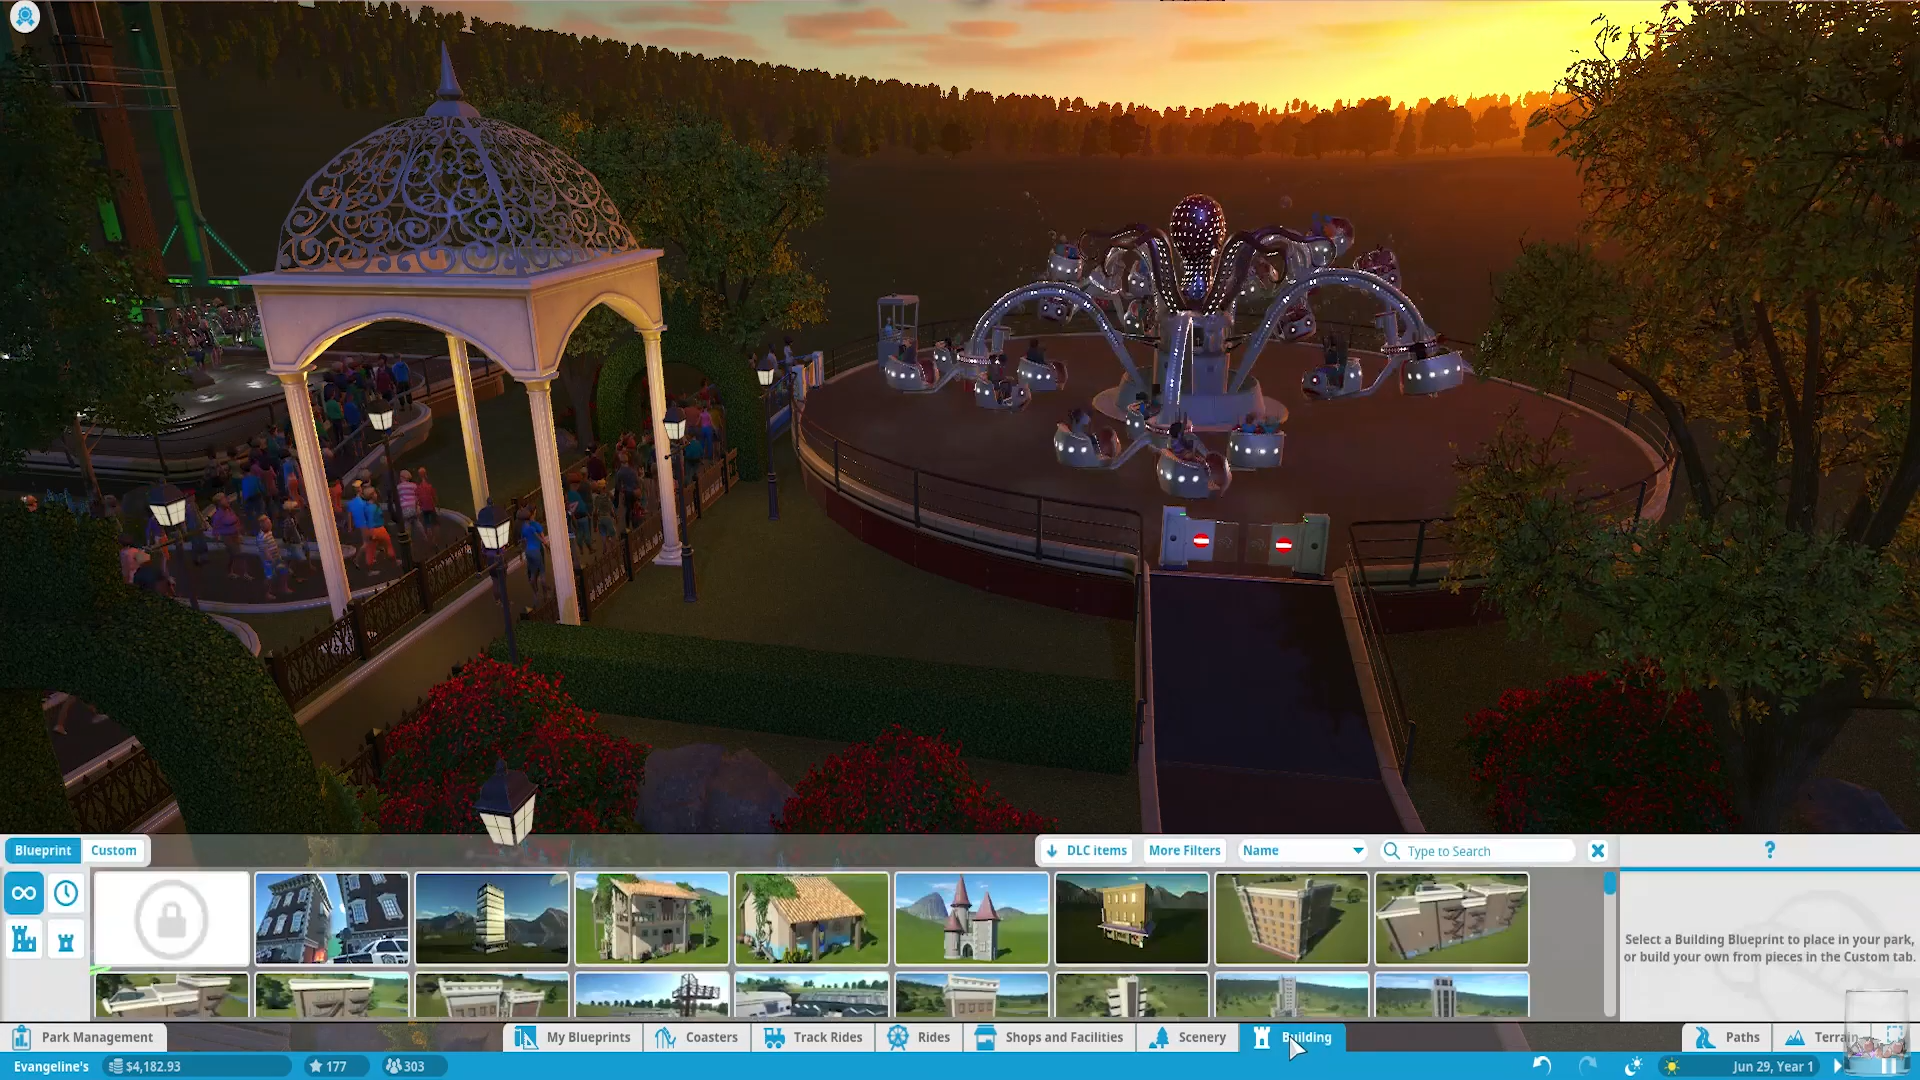 Blueprint Custom
DLC items More Filters Name Type to Search ?
Select a Building Blueprint to place in your park,
or build your own from pieces in the Custom tab.
Park Management My Blueprints Coasters Track Rides Rides Shops and Facilities Scenery Building Paths Terrain
Evangeline's $4,182.93 177 303 Jun 29, Year 1